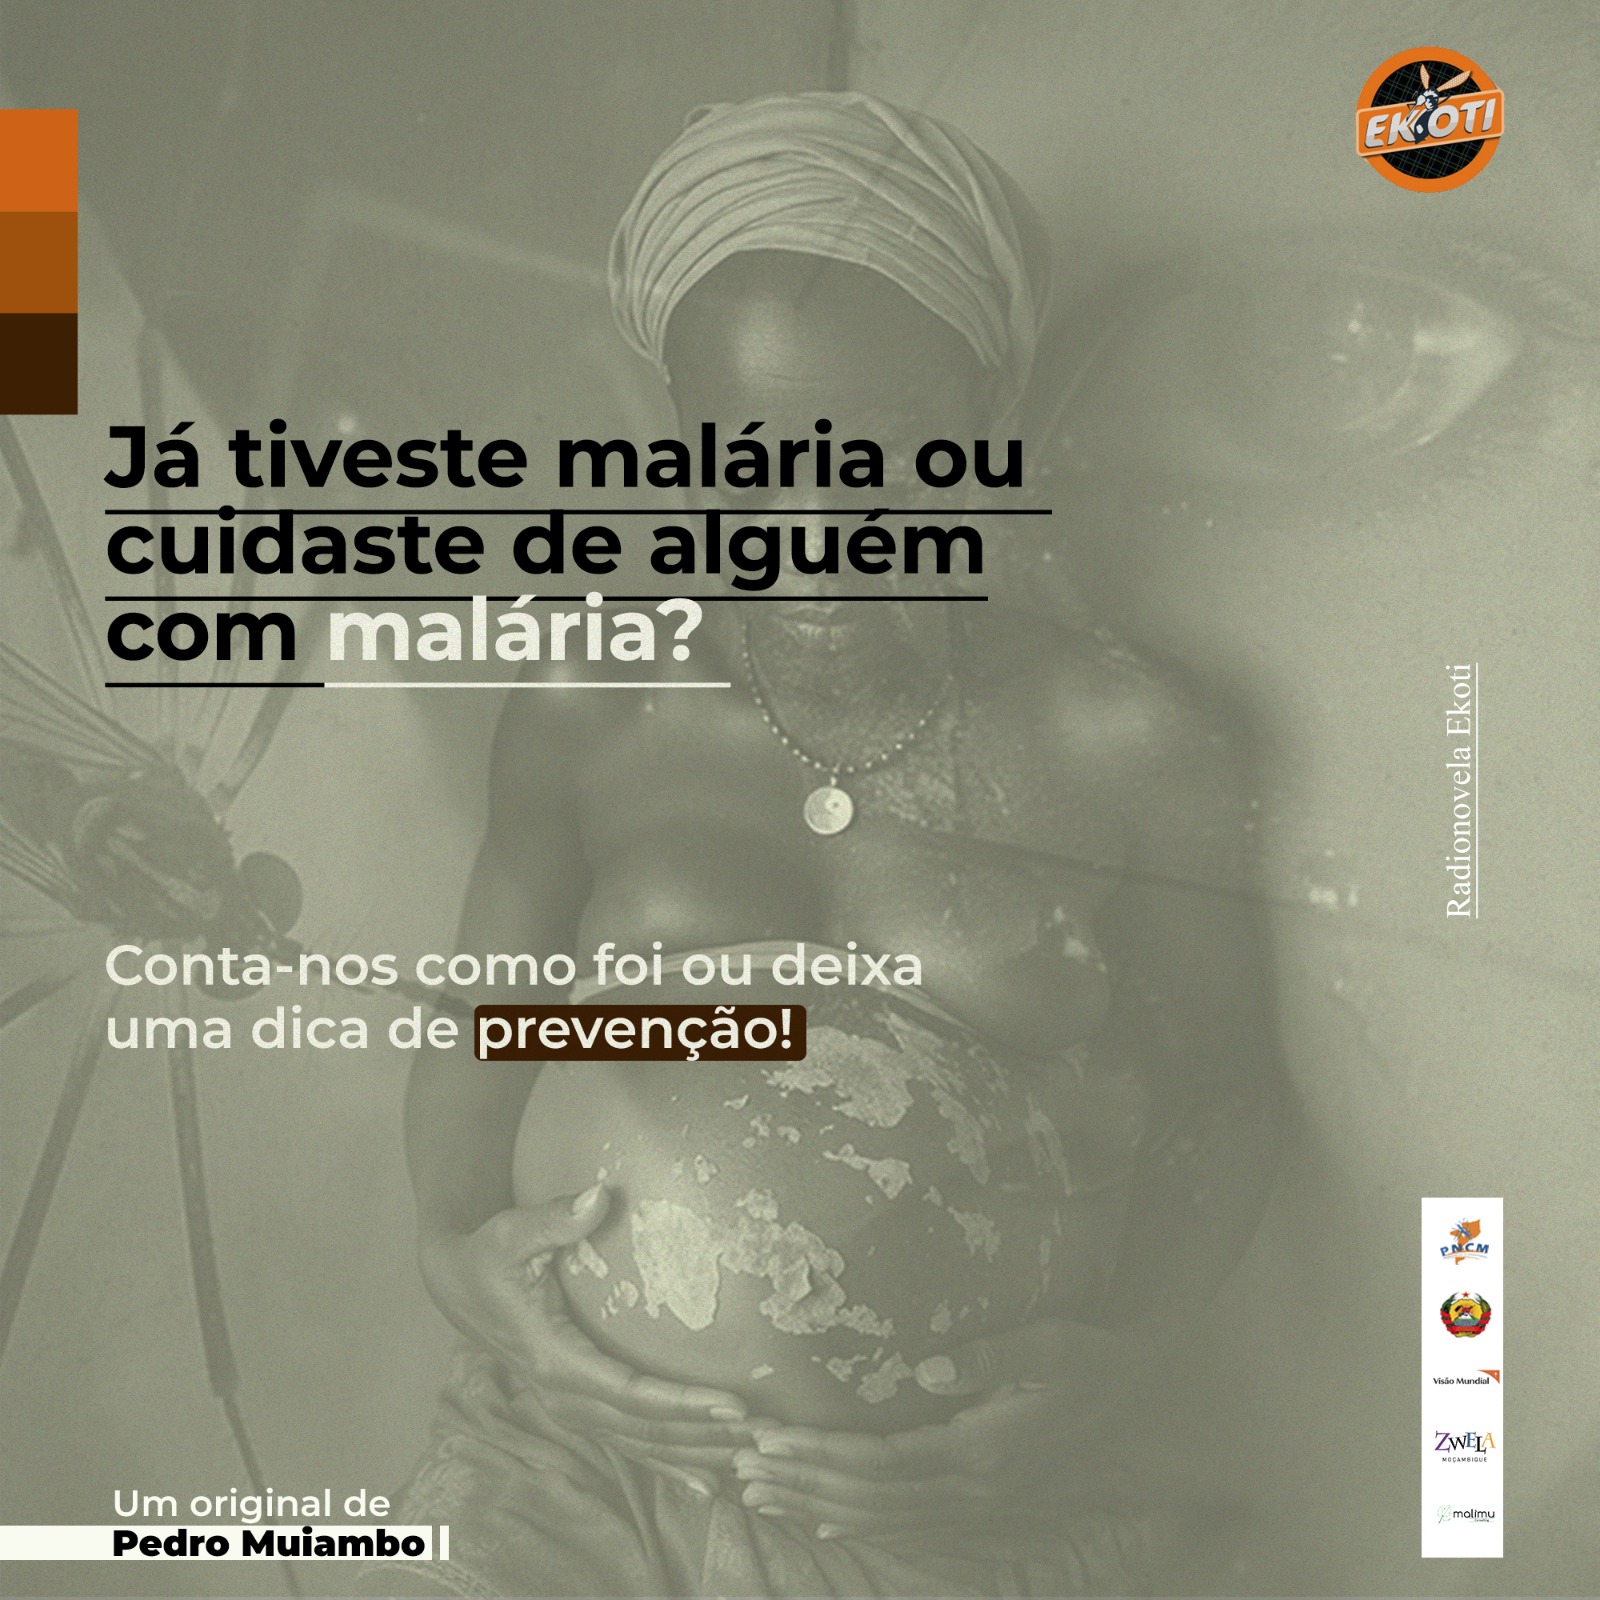 EKOTI
Já tiveste malária ou
cuidaste de alguém
com malária?
Radionovela Ekoti
Conta-nos como foi ou deixa
uma dica de prevenção!
PNCM
Visão Mundial
ZWELA
MOÇAMBIQUE
malimu
Um original de
Pedro Muiambo